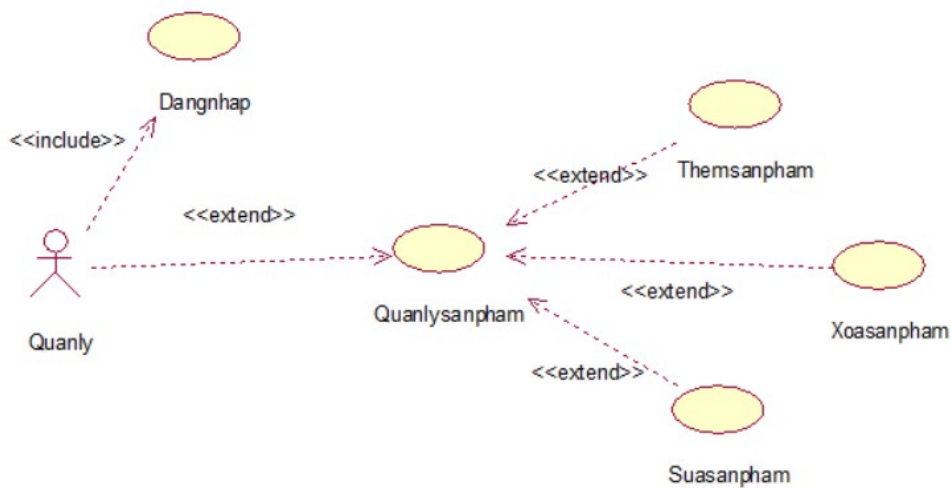 Dangnhap
<<include>>
Themsanpham
<<extend>>
<<extend>>
Quanlysanpham
<<extend>>
Quanly
Xoasanpham
<<extend>>
Suasanpham